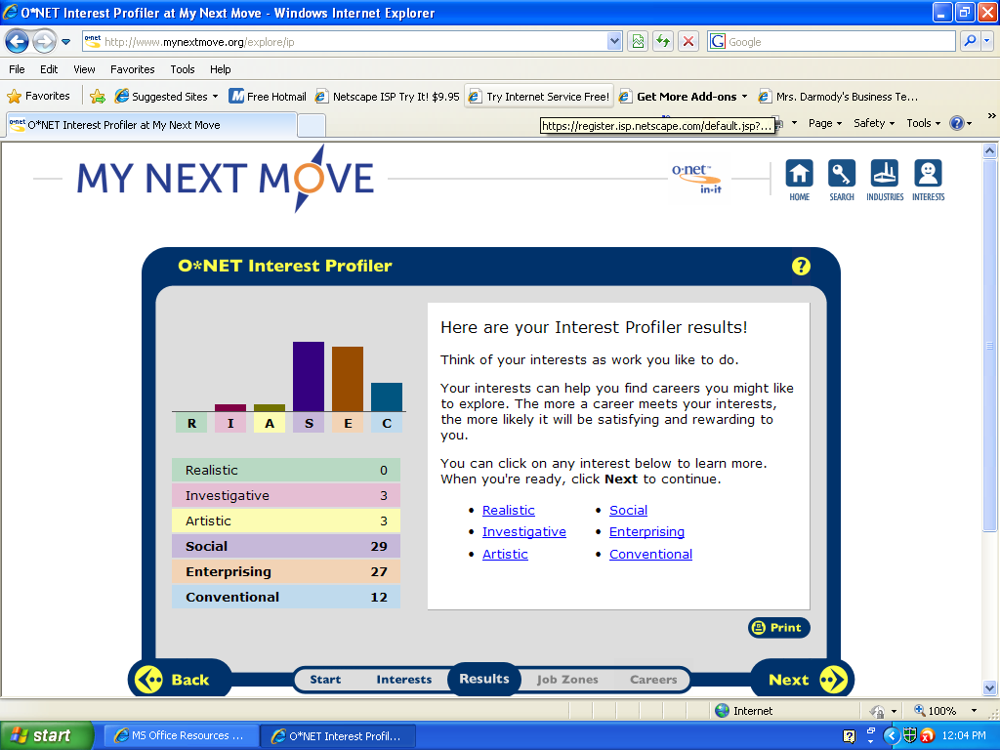 O*NET Interest Profiler at My Next Move - Windows Internet Explorer
http://www.mynextmove.org/explore/ip
Google
File Edit View Favorites Tools Help
Favorites Suggested Sites Free Hotmail Netscape ISP Try It! $9.95 Try Internet Service Free! Get More Add-ons Mrs. Darmody's Business Te...
O*NET Interest Profiler at My Next Move
https://register.isp.netscape.com/default.jsp?...
Page Safety Tools
MY NEXT MOVE
o·net™
in-it
HOME SEARCH INDUSTRIES INTERESTS
O*NET Interest Profiler
?
R I A S E C
Realistic 0
Investigative 3
Artistic 3
Social 29
Enterprising 27
Conventional 12
Here are your Interest Profiler results!
Think of your interests as work you like to do.
Your interests can help you find careers you might like
to explore. The more a career meets your interests,
the more likely it will be satisfying and rewarding to
you.
You can click on any interest below to learn more.
When you're ready, click Next to continue.
• Realistic • Social
• Investigative • Enterprising
• Artistic • Conventional
Print
Back Start Interests Results Job Zones Careers Next
Internet 100%
start MS Office Resources ... O*NET Interest Profil... 12:04 PM